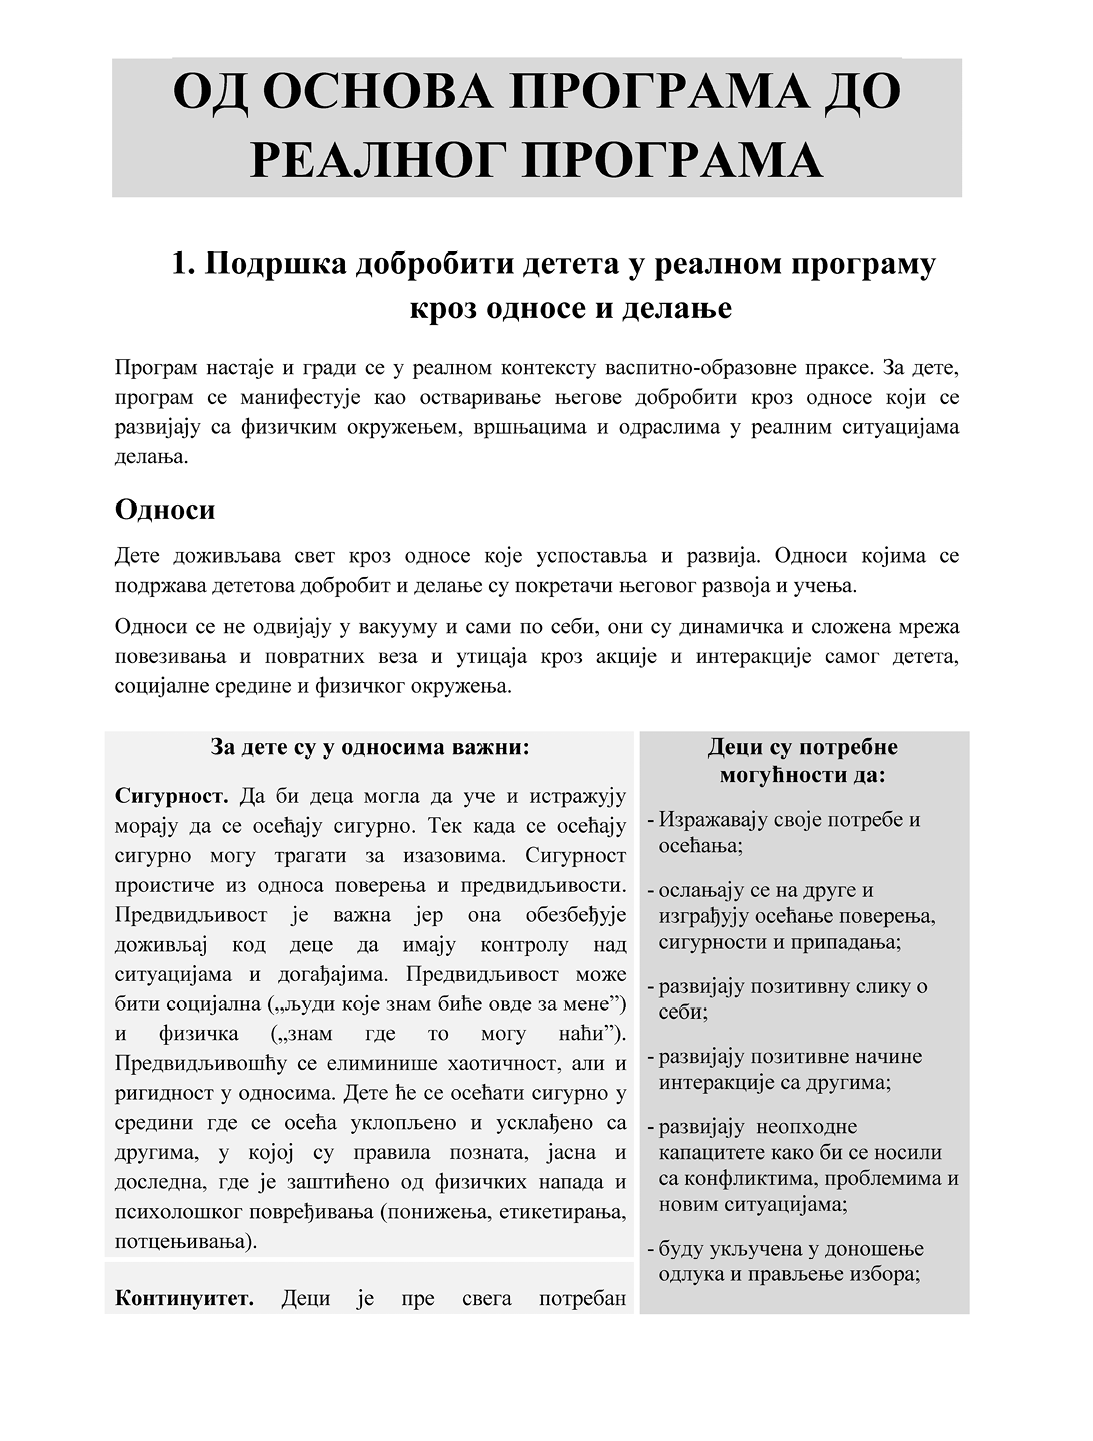 ОД ОСНОВА ПРОГРАМА ДО
РЕАЛНОГ ПРОГРАМА
1. Подршка добробити детета у реалном програму
кроз односе и делање
Програм настаје и гради се у реалном контексту васпитно-образовне праксе. За дете,
програм се манифестује као остваривање његове добробити кроз односе који се
развијају са физичким окружењем, вршњацима и одраслима у реалним ситуацијама
делања.
Односи
Дете доживљава свет кроз односе које успоставља и развија. Односи којима се
подржава дететова добробит и делање су покретачи његовог развоја и учења.
Односи се не одвијају у вакууму и сами по себи, они су динамичка и сложена мрежа
повезивања и повратних веза и утицаја кроз акције и интеракције самог детета,
социјалне средине и физичког окружења.
За дете су у односима важни:
Сигурност. Да би деца могла да уче и истражују
морају да се осећају сигурно. Тек када се осећају
сигурно могу трагати за изазовима. Сигурност
проистиче из односа поверења и предвидљивости.
Предвидљивост је важна јер она обезбеђује
доживљај код деце да имају контролу над
ситуацијама и догађајима. Предвидљивост може
бити социјална („људи које знам биће овде за мене”)
и физичка („знам где то могу наћи”).
Предвидљивошћу се елиминише хаотичност, али и
ригидност у односима. Дете ће се осећати сигурно у
средини где се осећа уклопљено и усклађено са
другима, у којој су правила позната, јасна и
доследна, где је заштићено од физичких напада и
психолошког повређивања (понижења, етикетирања,
потцењивања).
Континуитет. Деци је пре свега потребан
Деци су потребне
могућности да:
- Изражавају своје потребе и
осећања;
- ослањају се на друге и
изграђују осећање поверења,
сигурности и припадања;
- развијају позитивну слику о
себи;
- развијају позитивне начине
интеракције са другима;
- развијају неопходне
капацитете како би се носили
са конфликтима, проблемима и
новим ситуацијама;
- буду укључена у доношење
одлука и прављење избора;